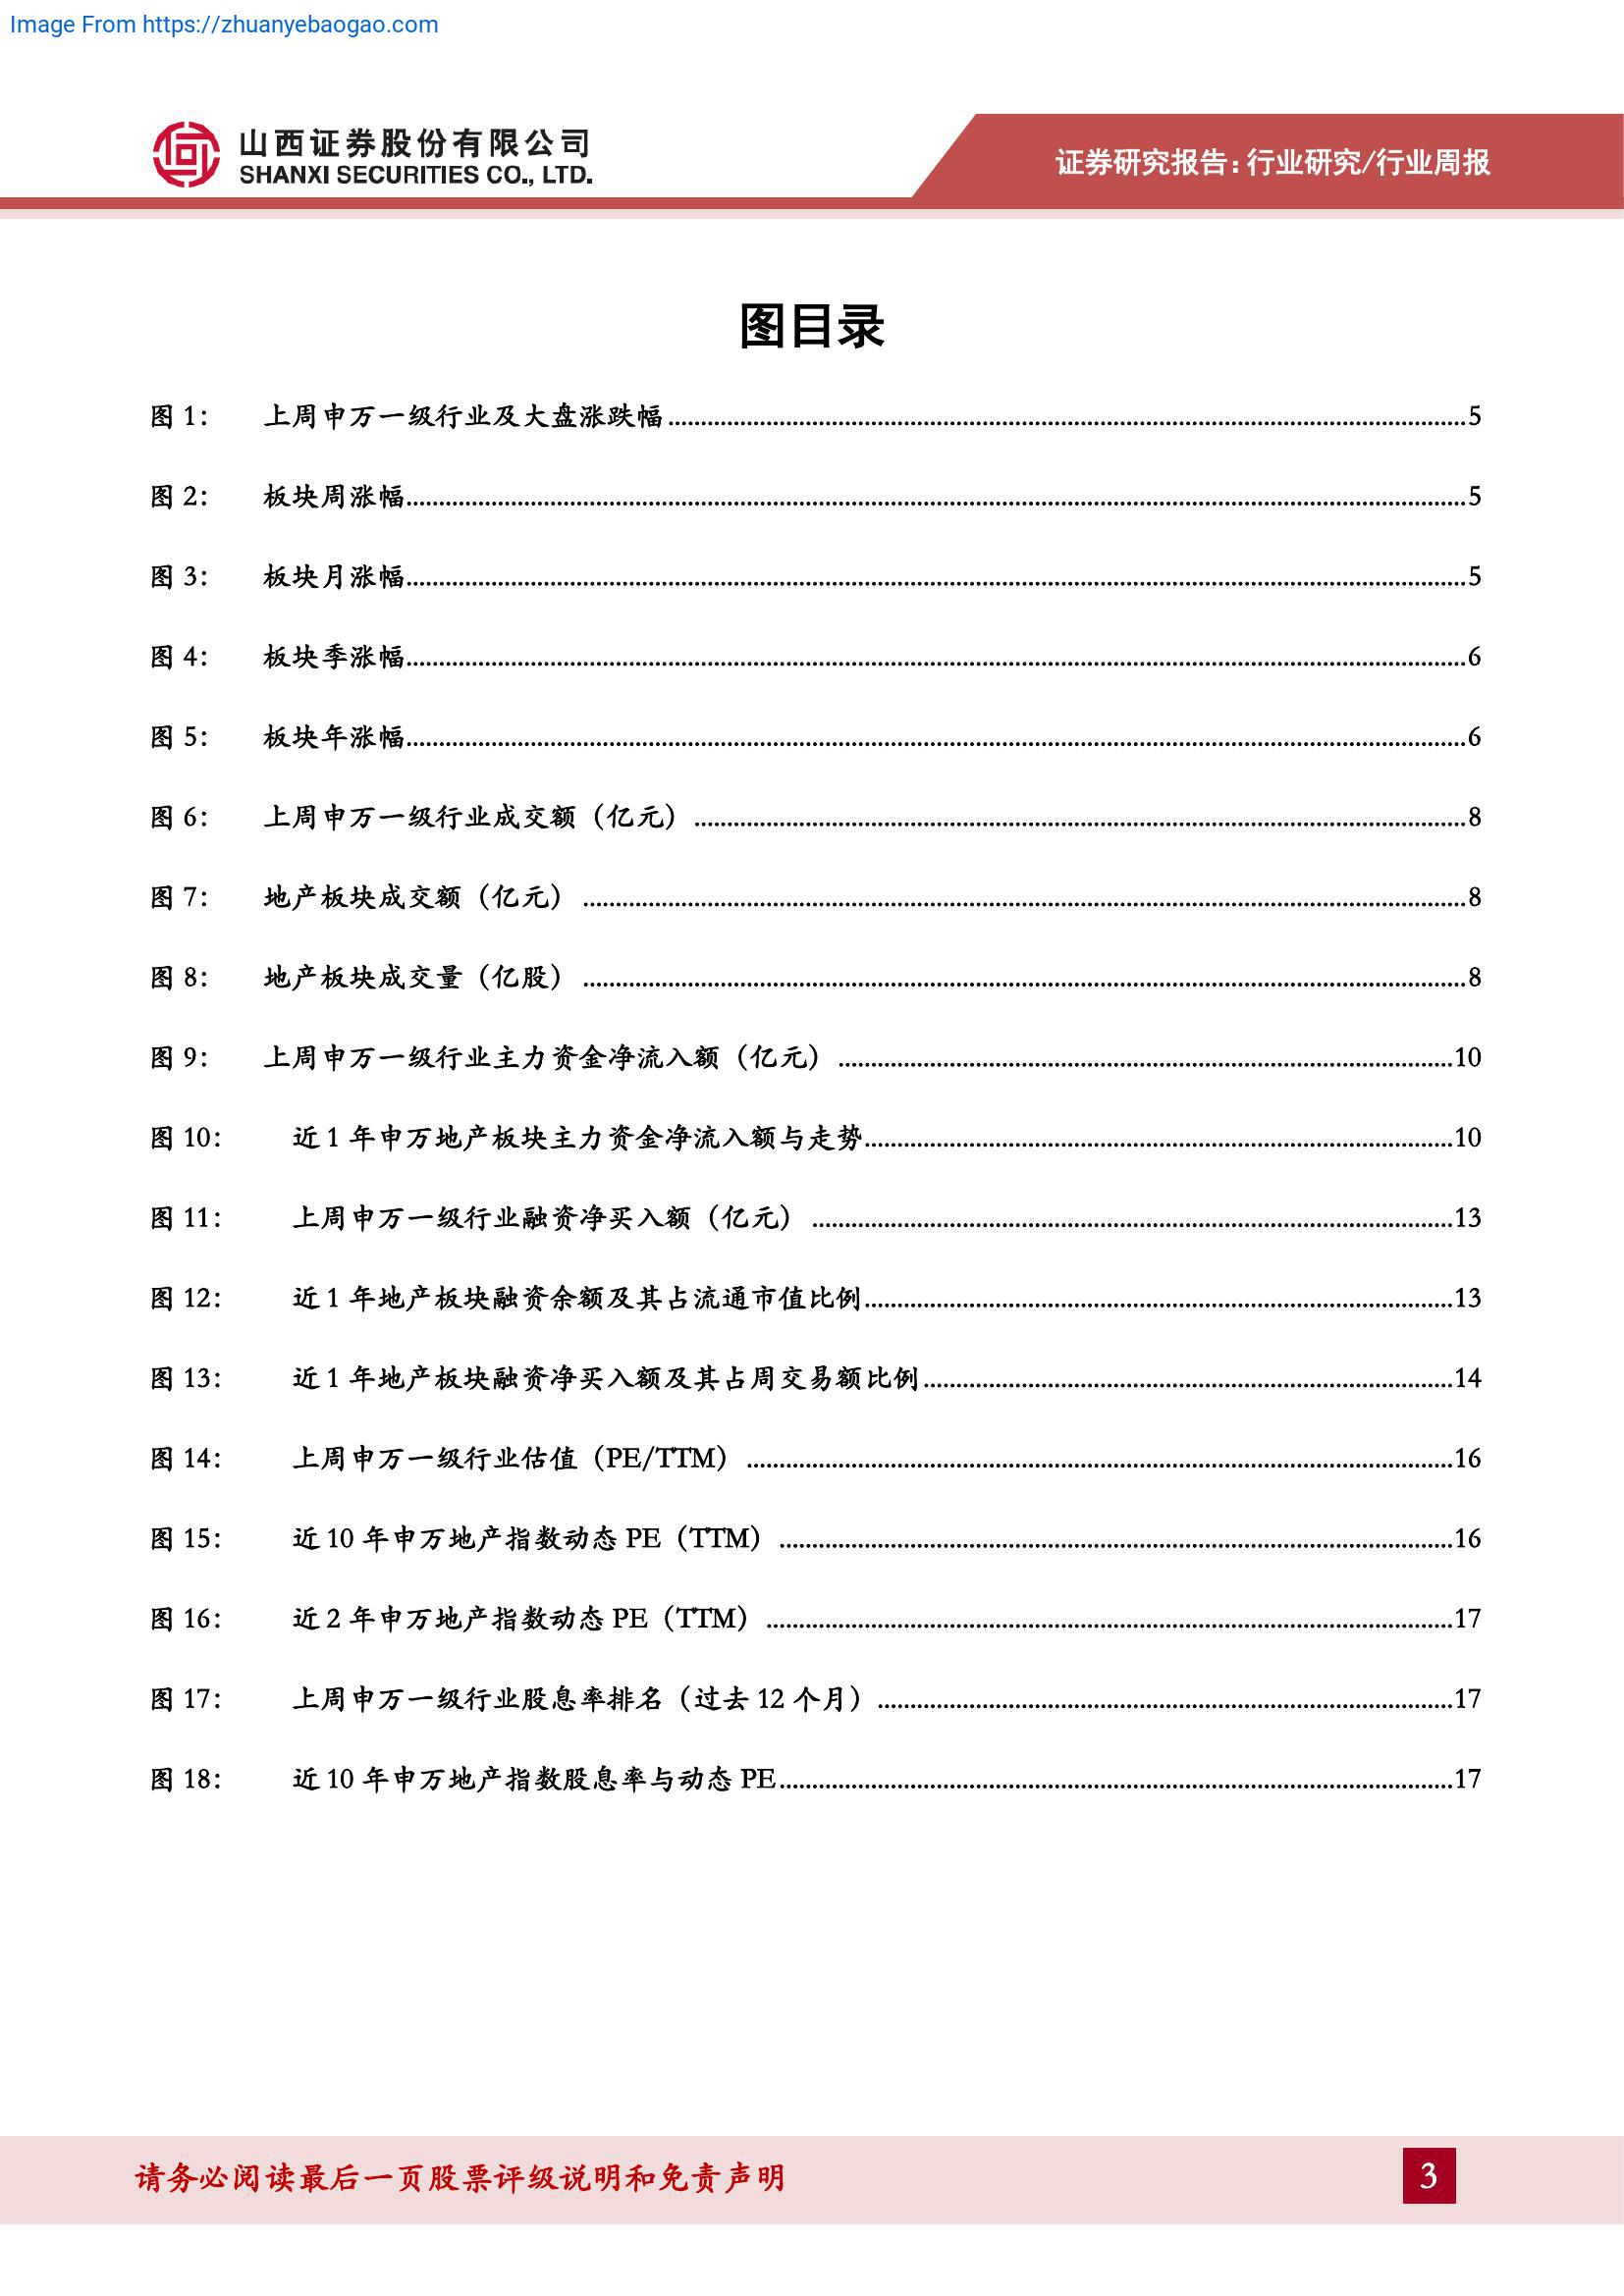 Image From https://zhuanyebaogao.com
山西证券股份有限公司
SHANXI SECURITIES CO., LTD.
证券研究报告：行业研究/行业周报
图目录
图 1： 上周申万一级行业及大盘涨跌幅 5
图 2： 板块周涨幅 5
图 3： 板块月涨幅 5
图 4： 板块季涨幅 6
图 5： 板块年涨幅 6
图 6： 上周申万一级行业成交额（亿元） 8
图 7： 地产板块成交额（亿元） 8
图 8： 地产板块成交量（亿股） 8
图 9： 上周申万一级行业主力资金净流入额（亿元） 10
图 10： 近 1 年申万地产板块主力资金净流入额与走势 10
图 11： 上周申万一级行业融资净买入额（亿元） 13
图 12： 近 1 年地产板块融资余额及其占流通市值比例 13
图 13： 近 1 年地产板块融资净买入额及其占周交易额比例 14
图 14： 上周申万一级行业估值（PE/TTM） 16
图 15： 近 10 年申万地产指数动态 PE（TTM） 16
图 16： 近 2 年申万地产指数动态 PE（TTM） 17
图 17： 上周申万一级行业股息率排名（过去 12 个月） 17
图 18： 近 10 年申万地产指数股息率与动态 PE 17
请务必阅读最后一页股票评级说明和免责声明
3